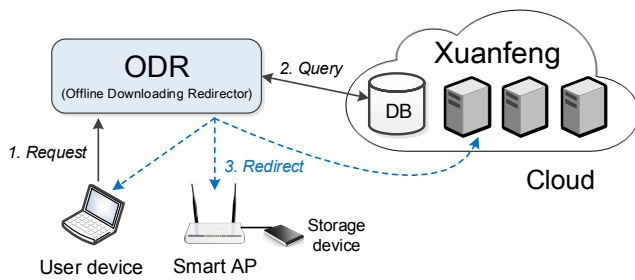 ODR
(Offline Downloading Redirector)
2. Query
Xuanfeng
DB
1. Request
3. Redirect
Cloud
User device
Smart AP
Storage
device